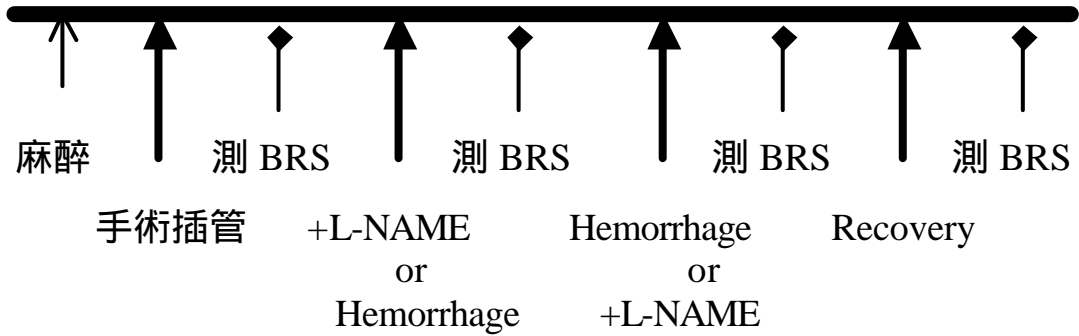 麻醉 測 BRS 測 BRS 測 BRS 測 BRS
手術插管 +L-NAME Hemorrhage Recovery
or or
Hemorrhage +L-NAME